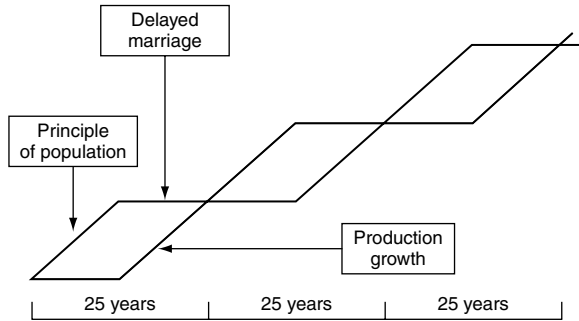 Delayed
marriage
Principle
of population
Production
growth
25 years
25 years
25 years